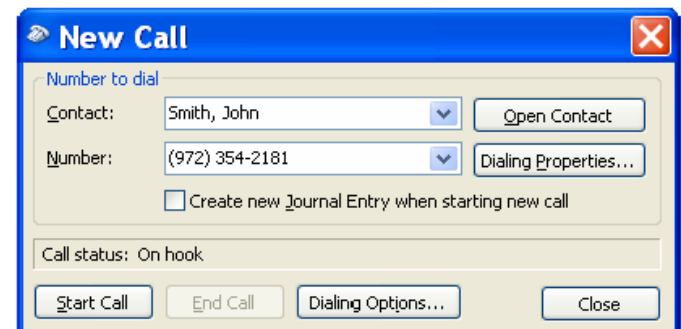 New Call
Number to dial
Contact: Smith, John Open Contact
Number: (972) 354-2181 Dialing Properties...
Create new Journal Entry when starting new call
Call status: On hook
Start Call End Call Dialing Options... Close